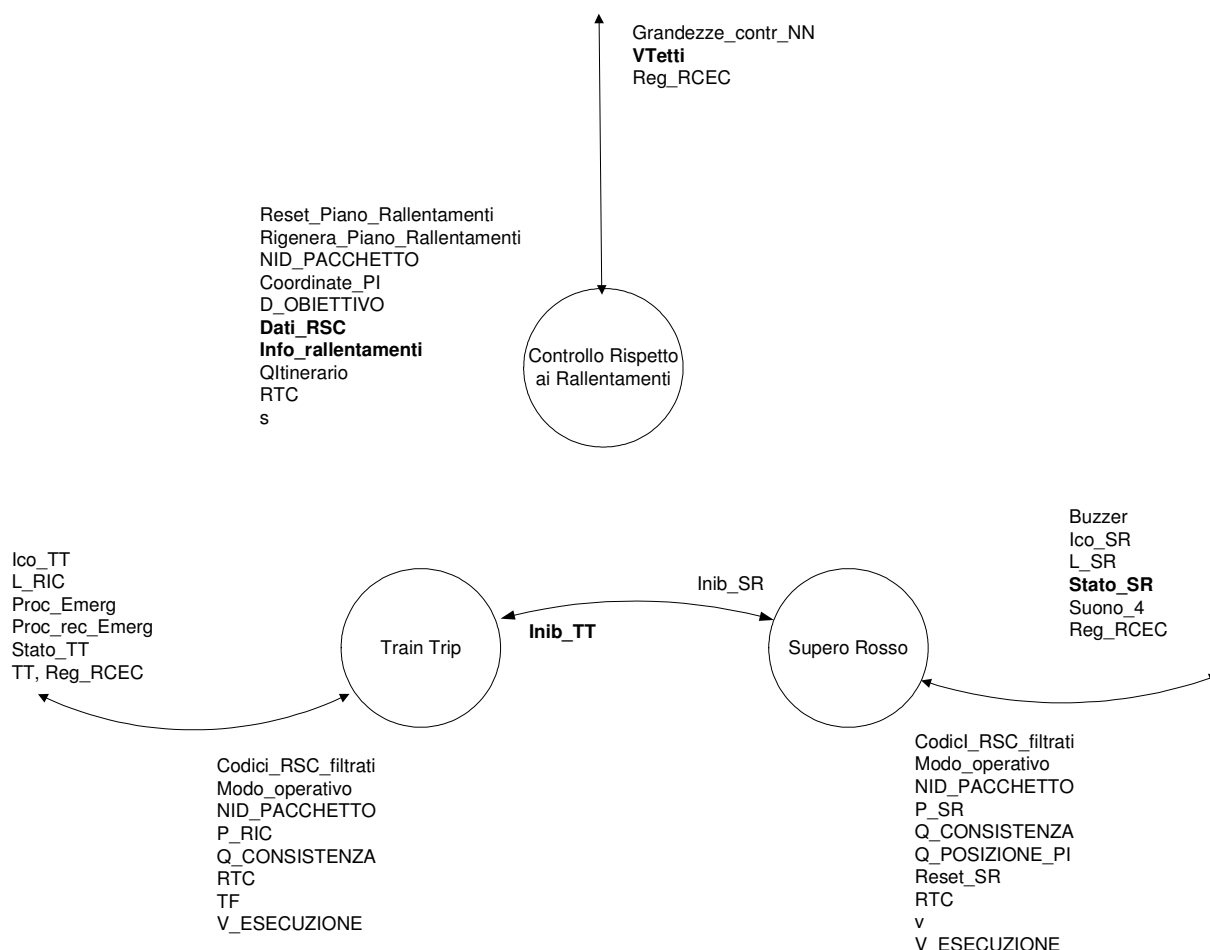 Grandezze_contr_NN
VTetti
Reg_RCEC
Reset_Piano_Rallentamenti
Rigenera_Piano_Rallentamenti
NID_PACCHETTO
Coordinate_PI
D_OBIETTIVO
Dati_RSC
Info_rallentamenti
QItinerario
RTC
s
Controllo Rispetto
ai Rallentamenti
Ico_TT
L_RIC
Proc_Emerg
Proc_rec_Emerg
Stato_TT
TT, Reg_RCEC
Train Trip
Inib_TT
Inib_SR
Supero Rosso
Buzzer
Ico_SR
L_SR
Stato_SR
Suono_4
Reg_RCEC
Codici_RSC_filtrati
Modo_operativo
NID_PACCHETTO
P_RIC
Q_CONSISTENZA
RTC
TF
V_ESECUZIONE
CodicI_RSC_filtrati
Modo_operativo
NID_PACCHETTO
P_SR
Q_CONSISTENZA
Q_POSIZIONE_PI
Reset_SR
RTC
v
V_ESECUZIONE